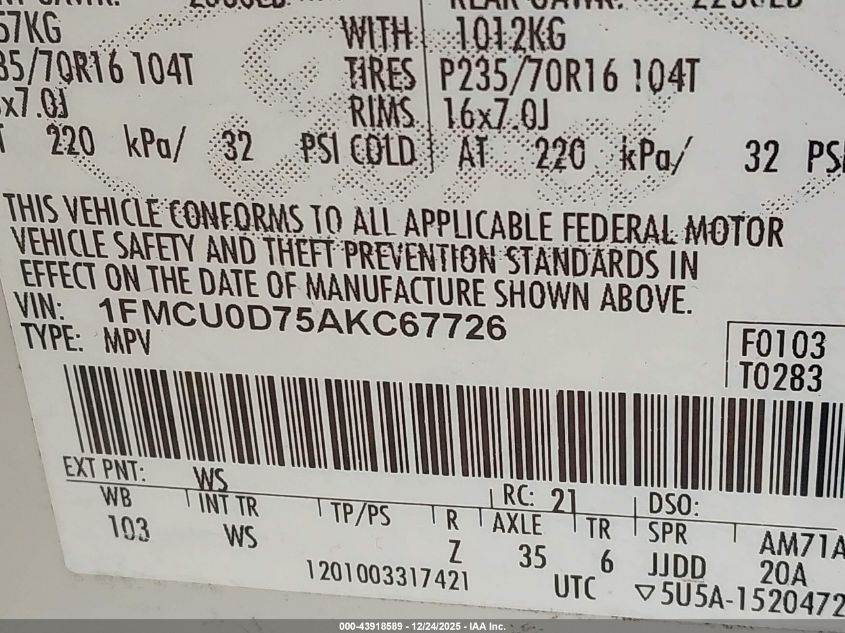 57KG WITH 1012KG
35/70R16 104T TIRES P235/70R16 104T
x7.0J RIMS 16x7.0J
220 kPa/ 32 PSI COLD AT 220 kPa/ 32 PSI
THIS VEHICLE CONFORMS TO ALL APPLICABLE FEDERAL MOTOR
VEHICLE SAFETY AND THEFT PREVENTION STANDARDS IN
EFFECT ON THE DATE OF MANUFACTURE SHOWN ABOVE.
VIN: 1FMCU0D75AKC67726
TYPE: MPV
F0103
T0283
EXT PNT: WS RC: 21 DSO:
WB INT TR TP/PS R AXLE TR SPR
103 WS Z 35 6 JJDD AM71A
20A
1201003317421 UTC ▽5U5A-1520472
000-43918589 - 12/24/2025 - IAA Inc.